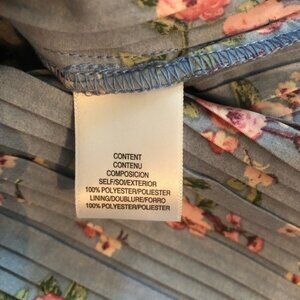 CONTENT
CONTENU
COMPOSICION
SELF/SOI/EXTERIOR
100% POLYESTER/POLIESTER
LINING/DOUBLURE/FORRO
100% POLYESTER/POLIESTER